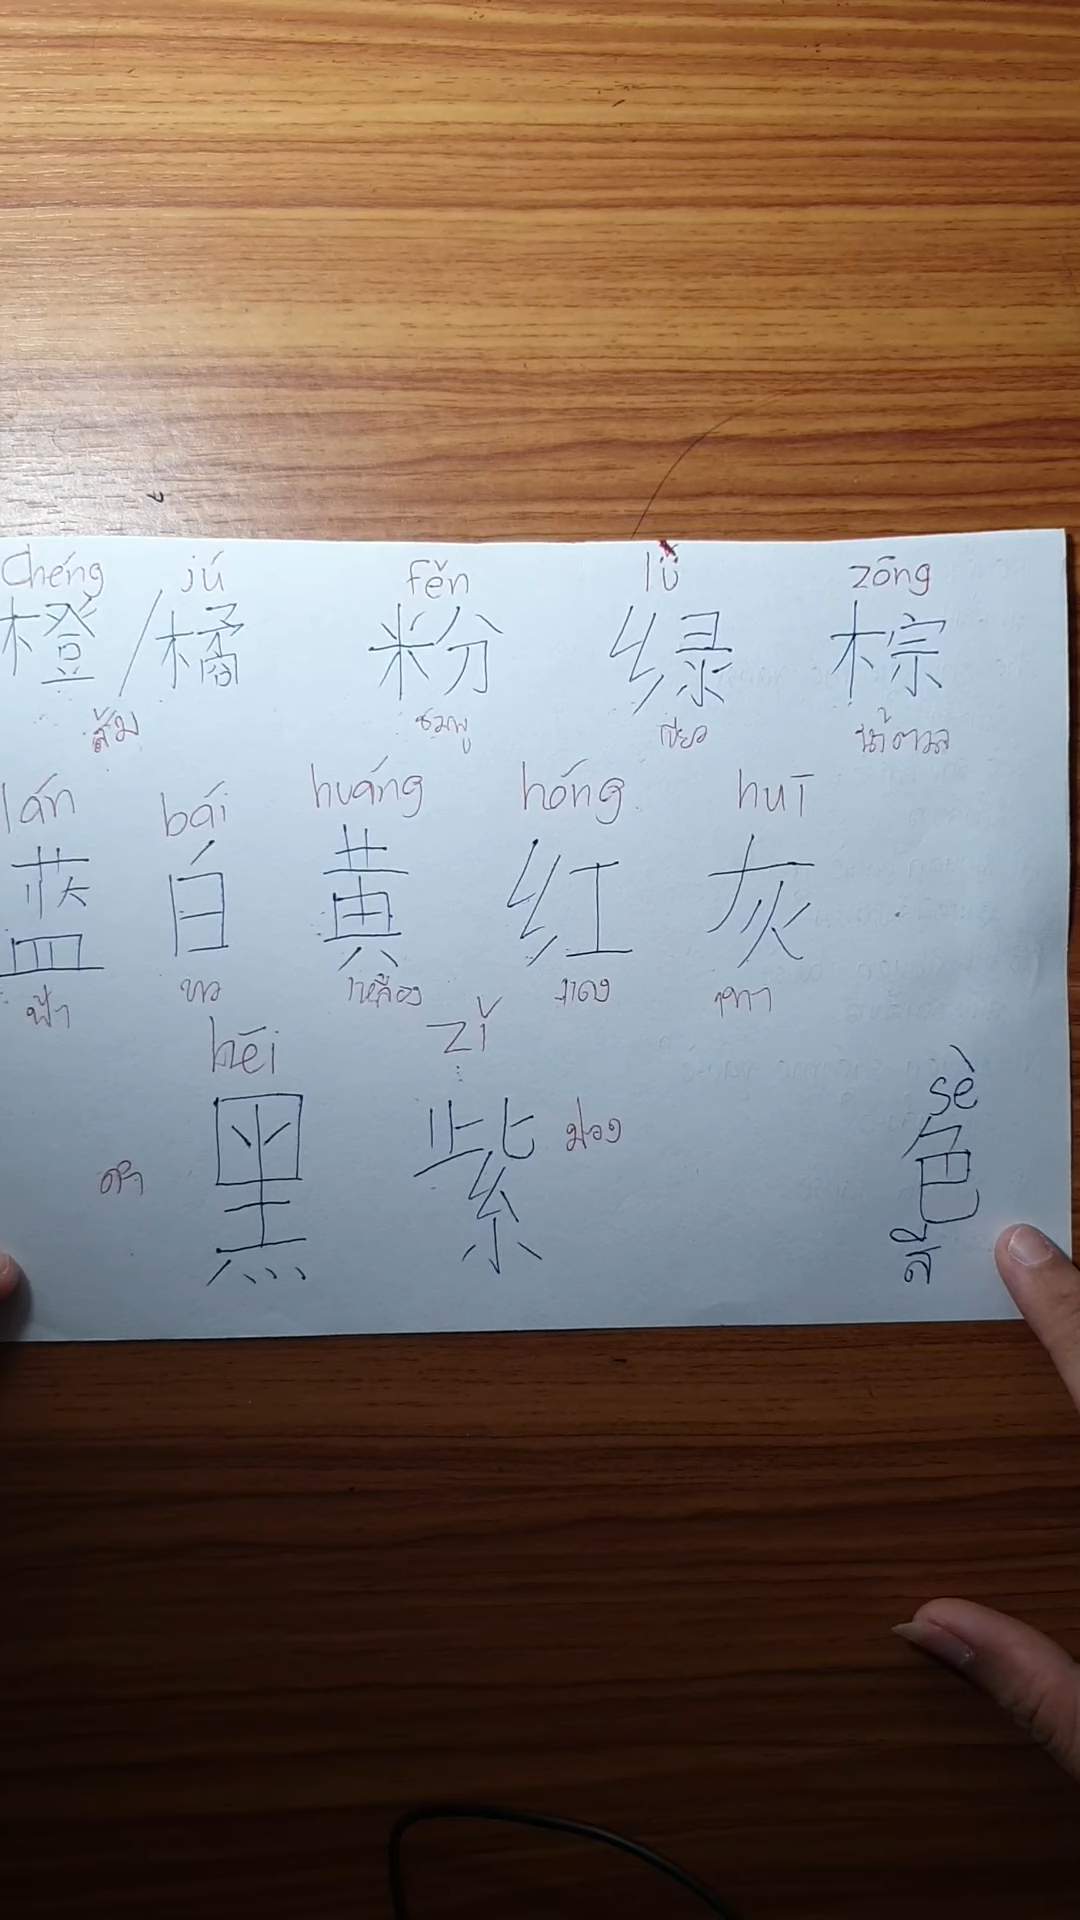 Chéng jú fěn lǜ zōng
橙/橘 粉 绿 棕
ส้ม ชมพู เขียว น้ำตาล
lán bái huáng hóng huī
蓝 白 黄 红 灰
ฟ้า ขาว เหลือง แดง เทา
hēi zǐ
黑 紫 ม่วง
ดำ
sè
色
สี